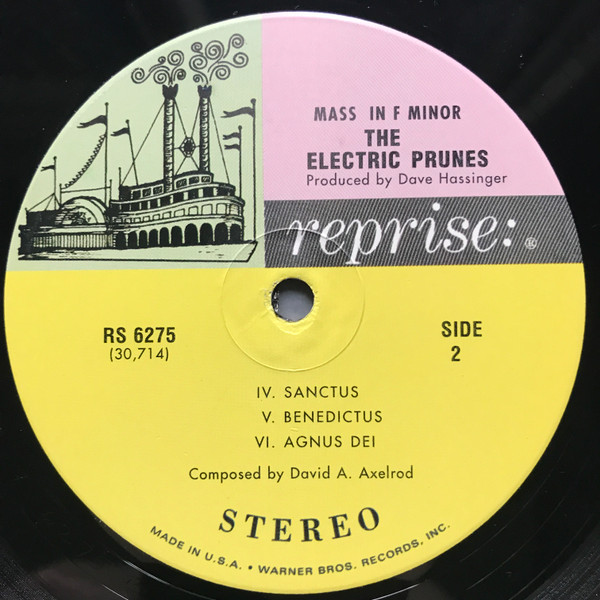 MASS IN F MINOR
THE
ELECTRIC PRUNES
Produced by Dave Hassinger
reprise:®
RS 6275
(30,714)
SIDE
2
IV. SANCTUS
V. BENEDICTUS
VI. AGNUS DEI
Composed by David A. Axelrod
STEREO
MADE IN U.S.A. • WARNER BROS. RECORDS, INC.